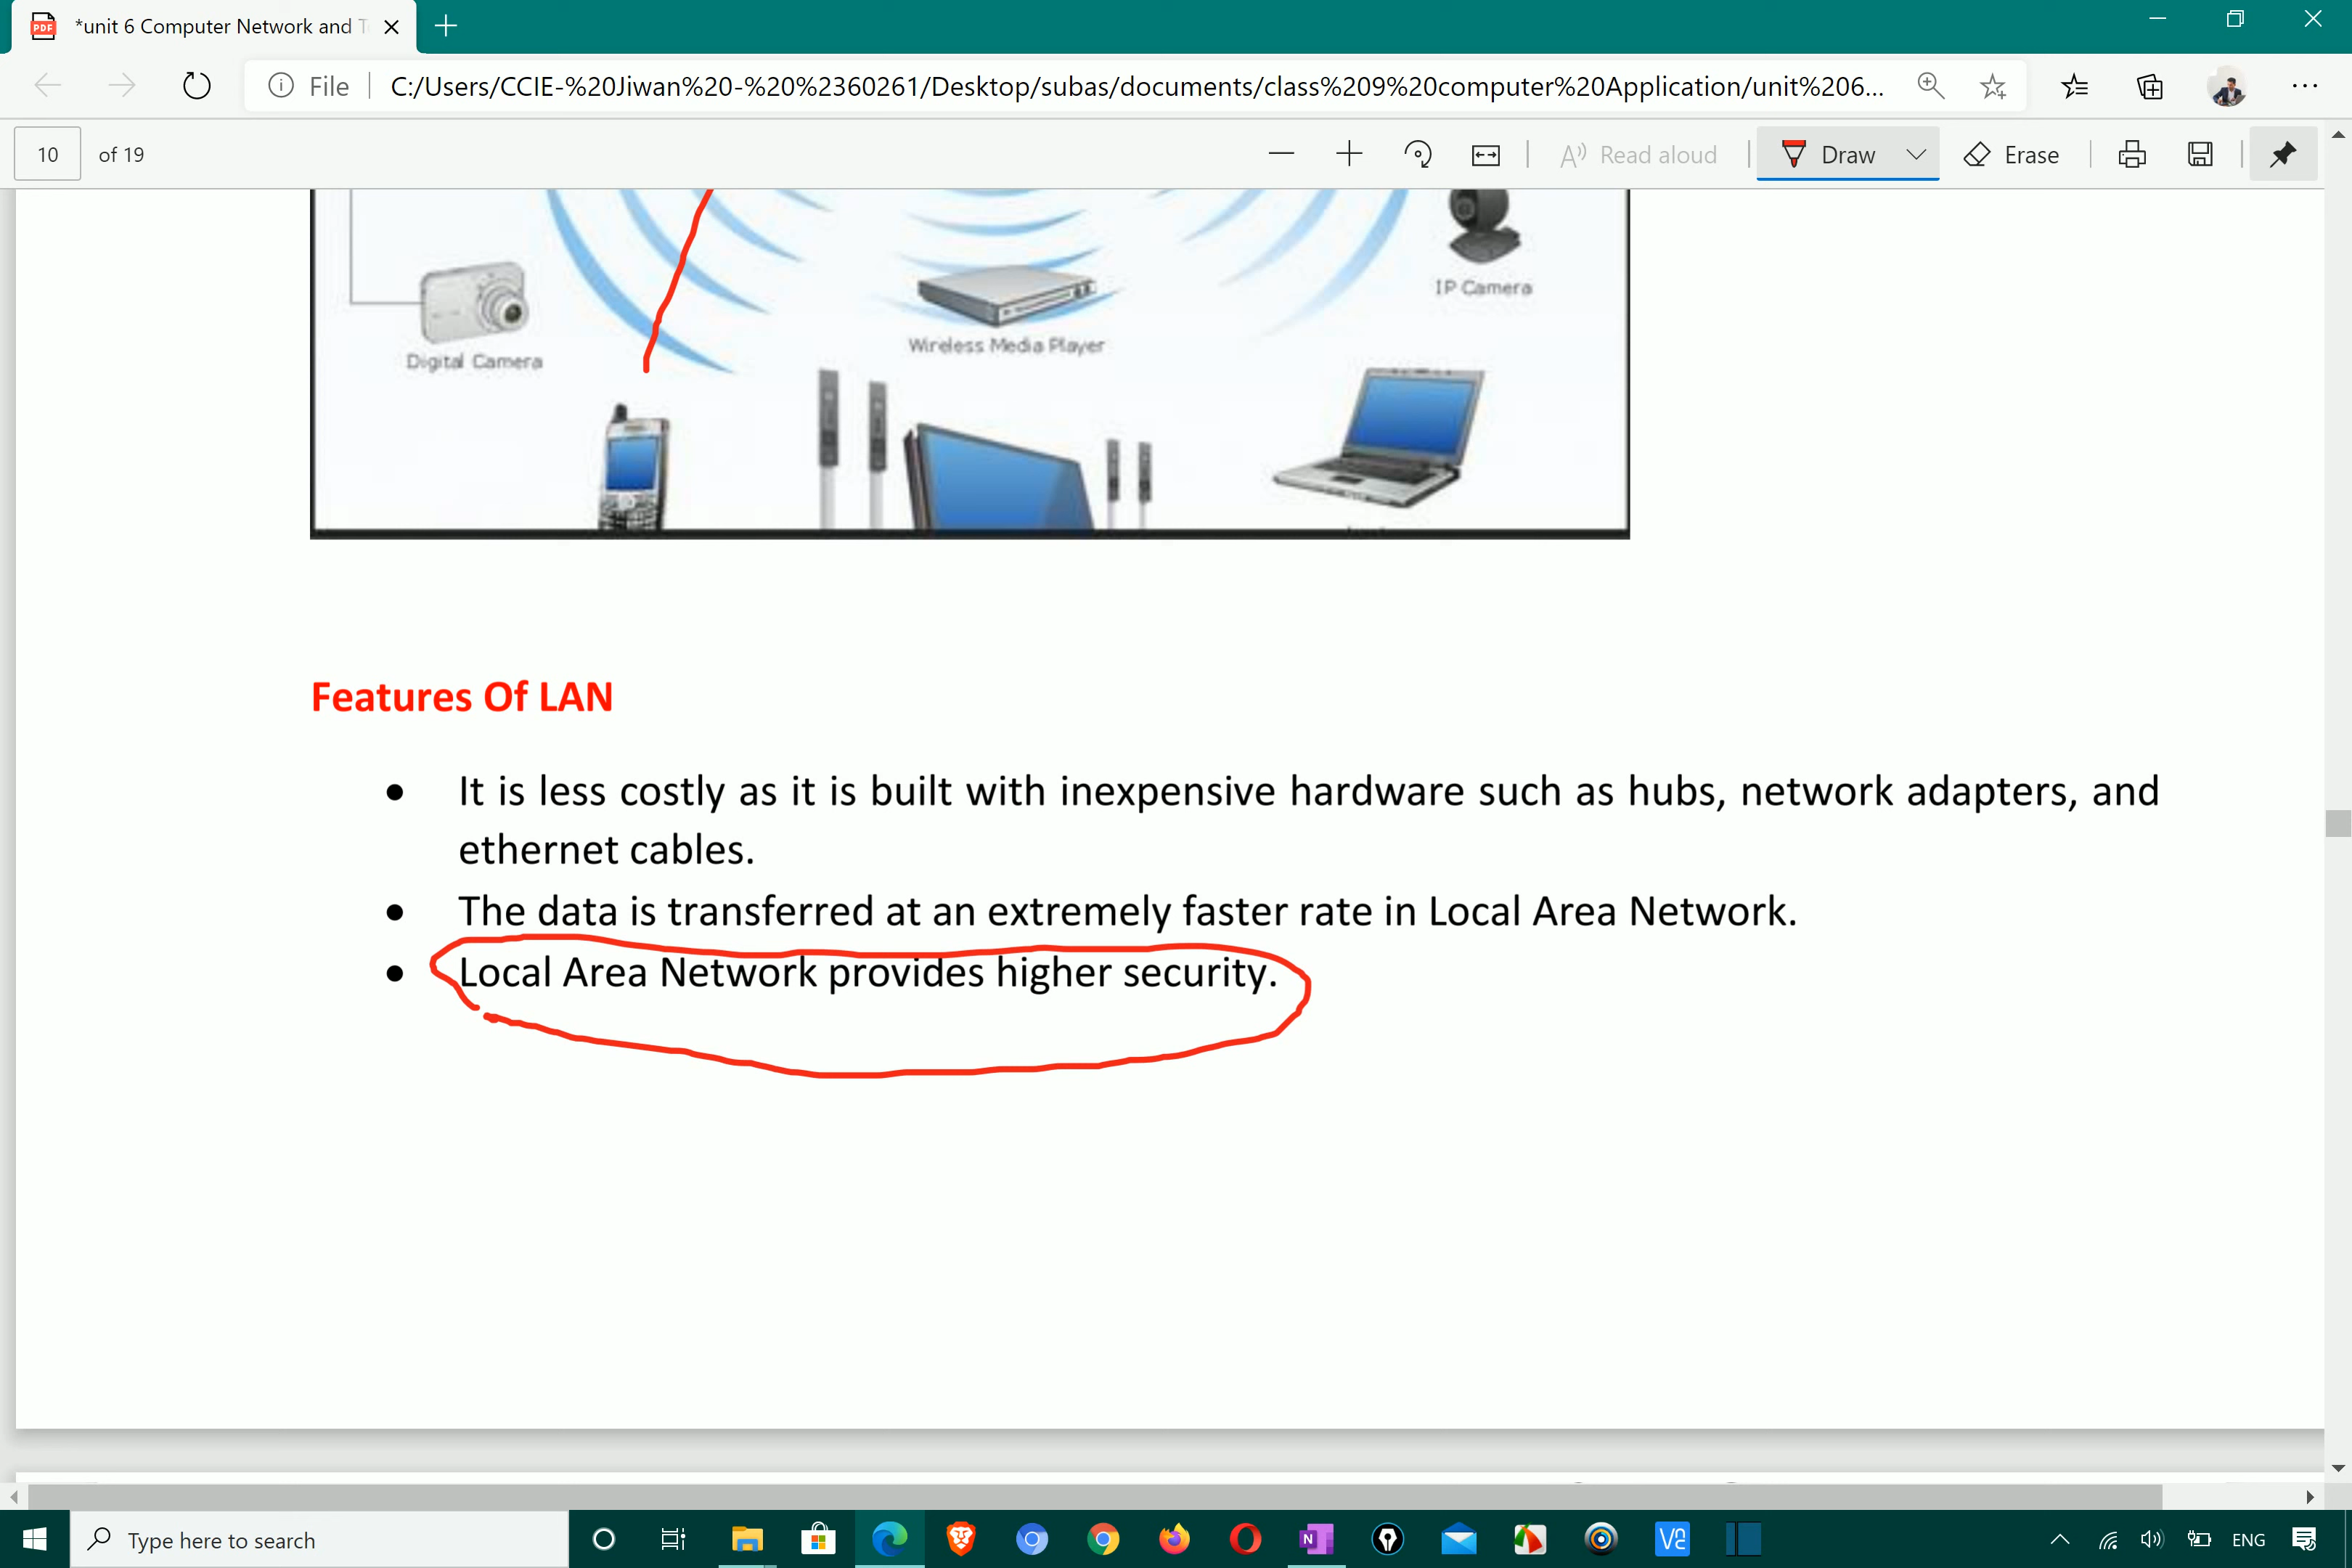 *unit 6 Computer Network and T
File
C:/Users/CCIE-%20Jiwan%20-%20%2360261/Desktop/subas/documents/class%209%20computer%20Application/unit%206...
10 of 19
Read aloud
Draw
Erase
IP Camera
Wireless Media Player
Digital Camera
Features Of LAN
• It is less costly as it is built with inexpensive hardware such as hubs, network adapters, and
ethernet cables.
• The data is transferred at an extremely faster rate in Local Area Network.
• Local Area Network provides higher security.
Type here to search
ENG